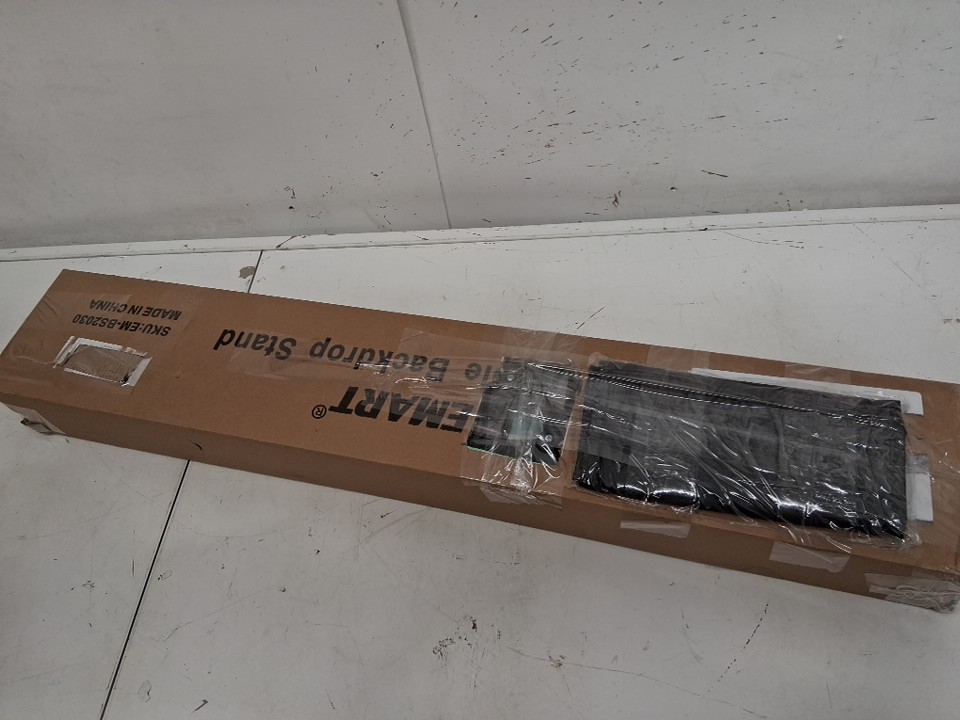 EMART®
Backdrop Stand
SKU:EM-BS2030
MADE IN CHINA